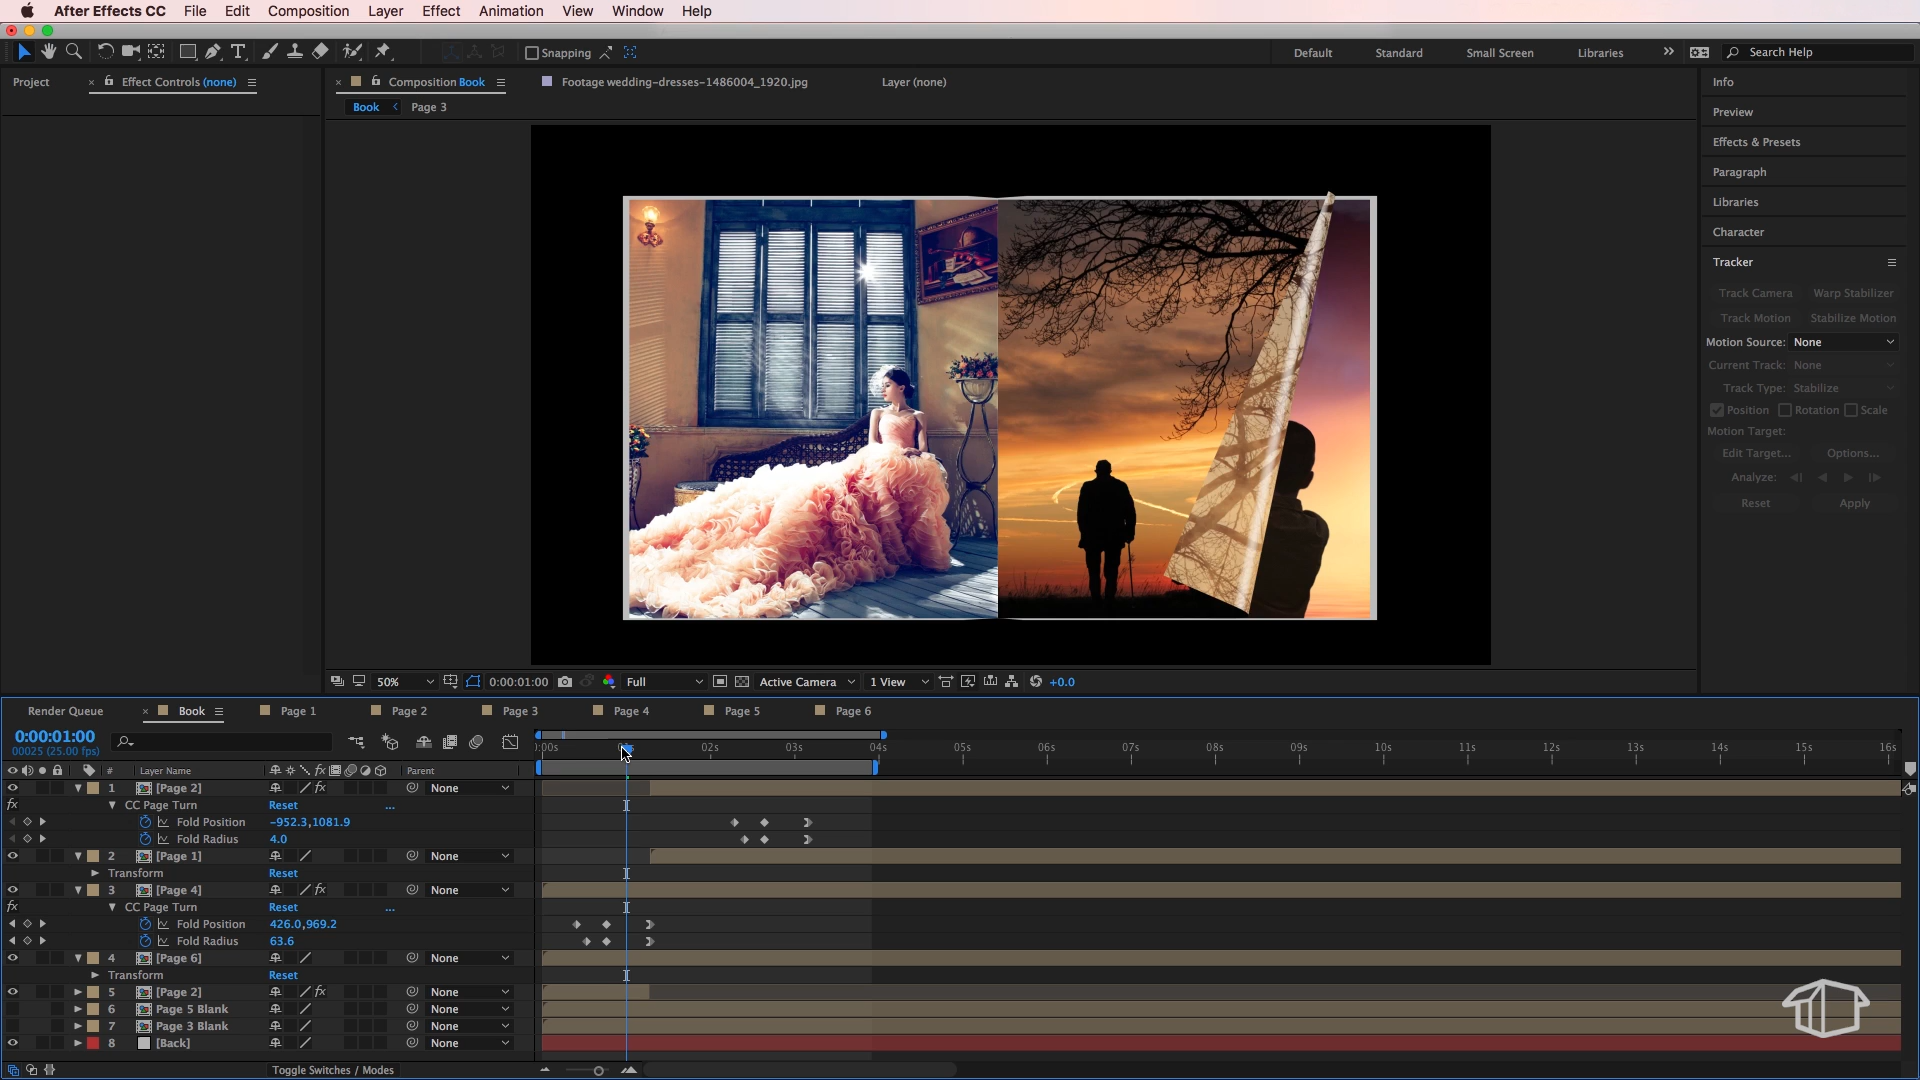 After Effects CC File Edit Composition Layer Effect Animation View Window Help
Snapping Default Standard Small Screen Libraries Search Help
Project Effect Controls (none) Composition Book Footage wedding-dresses-1486004_1920.jpg Layer (none)
Book Page 3
Info
Preview
Effects & Presets
Paragraph
Libraries
Character
Tracker
Track Camera Warp Stabilizer
Track Motion Stabilize Motion
Motion Source: None
Current Track: None
Track Type: Stabilize
Position Rotation Scale
Motion Target:
Edit Target... Options...
Analyze:
Reset Apply
50% 0:00:01:00 Full Active Camera 1 View +0.0
Render Queue Book Page 1 Page 2 Page 3 Page 4 Page 5 Page 6
0:00:01:00
00025 (25.00 fps)
02s 03s 04s 05s 06s 07s 08s 09s 10s 11s 12s 13s 14s 15s 16s
# Layer Name Parent
1 [Page 2] None
CC Page Turn Reset ...
Fold Position -952.3,1081.9
Fold Radius 4.0
2 [Page 1] None
Transform Reset
3 [Page 4] None
CC Page Turn Reset ...
Fold Position 426.0,969.2
Fold Radius 63.6
4 [Page 6] None
Transform Reset
5 [Page 2] None
6 Page 5 Blank None
7 Page 3 Blank None
8 [Back] None
Toggle Switches / Modes